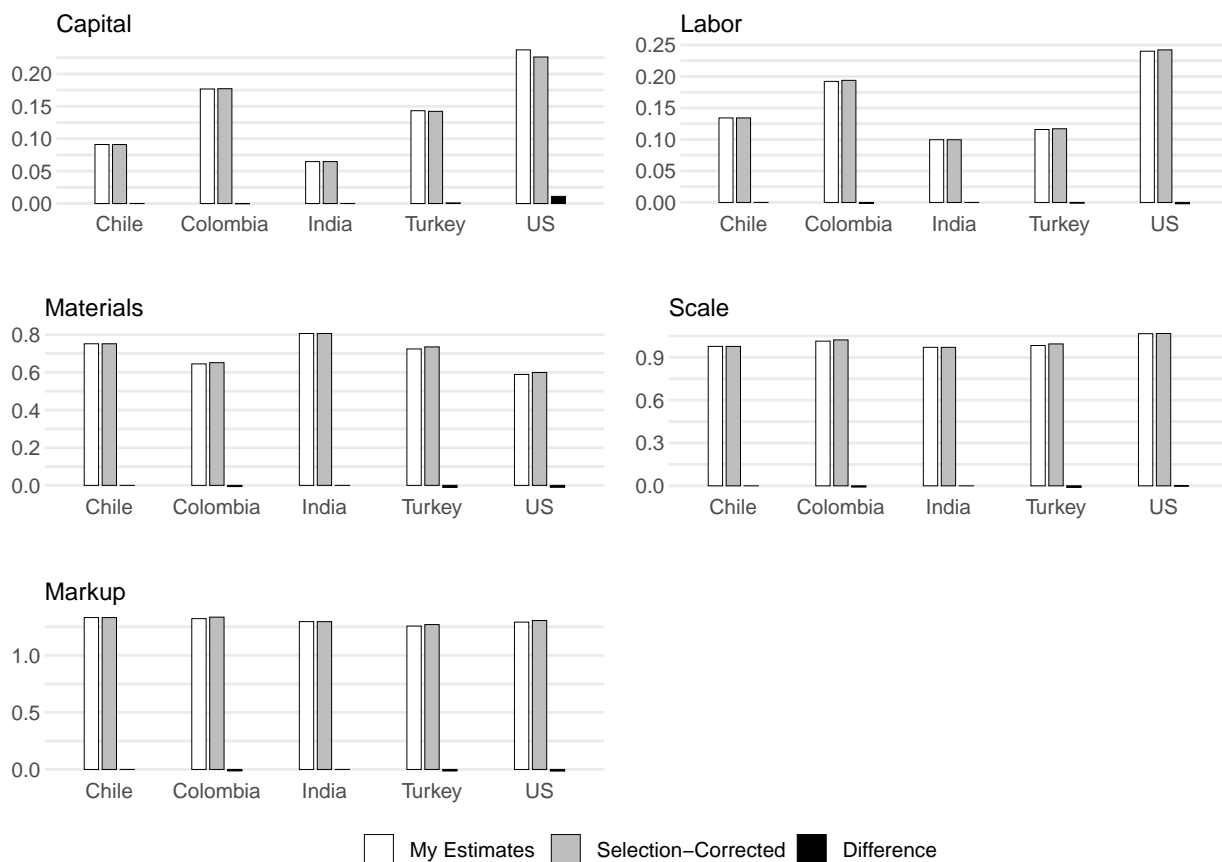 Capital
0.20
0.15
0.10
0.05
0.00
Chile Colombia India Turkey US
Labor
0.25
0.20
0.15
0.10
0.05
0.00
Chile Colombia India Turkey US
Materials
0.8
0.6
0.4
0.2
0.0
Chile Colombia India Turkey US
Scale
0.9
0.6
0.3
0.0
Chile Colombia India Turkey US
Markup
1.0
0.5
0.0
Chile Colombia India Turkey US
My Estimates Selection−Corrected Difference